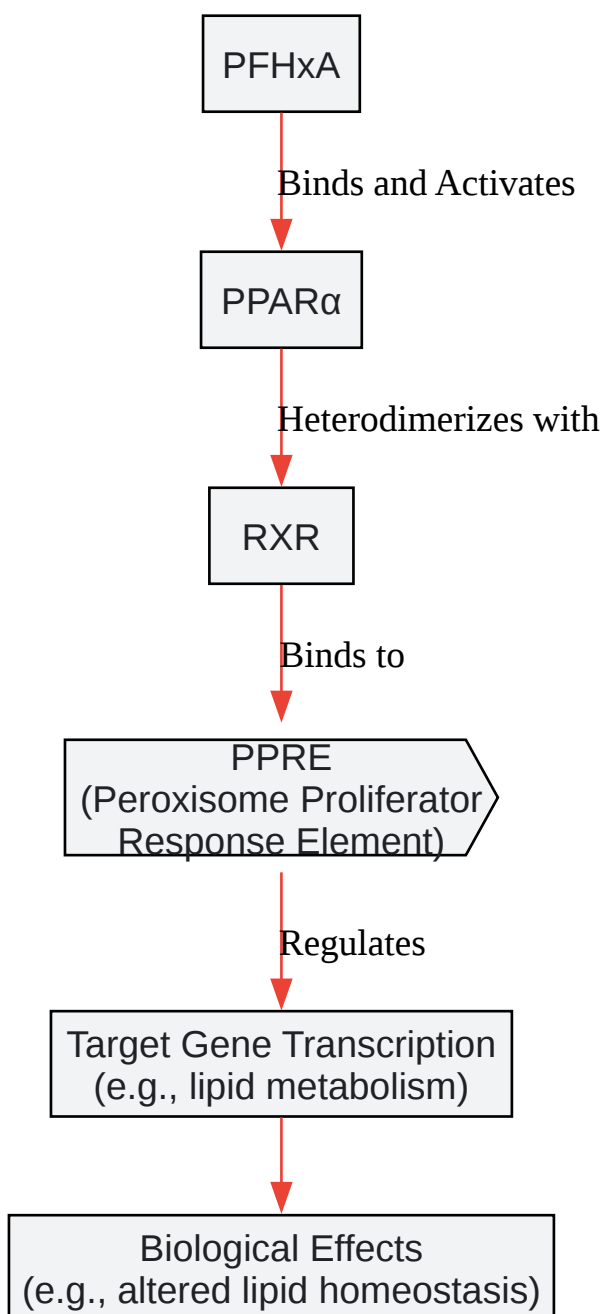 PFHxA
Binds and Activates
PPARα
Heterodimerizes with
RXR
Binds to
PPRE
(Peroxisome Proliferator
Response Element)
Regulates
Target Gene Transcription
(e.g., lipid metabolism)
Biological Effects
(e.g., altered lipid homeostasis)